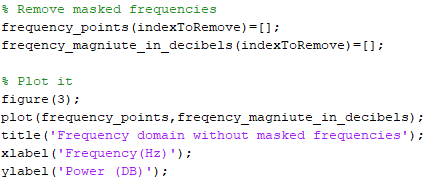 % Remove masked frequencies
frequency_points(indexToRemove)=[];
freqency_magniute_in_decibels(indexToRemove)=[];
% Plot it
figure(3);
plot(frequency_points,freqency_magniute_in_decibels);
title('Frequency domain without masked frequencies');
xlabel('Frequency(Hz)');
ylabel('Power (DB)');